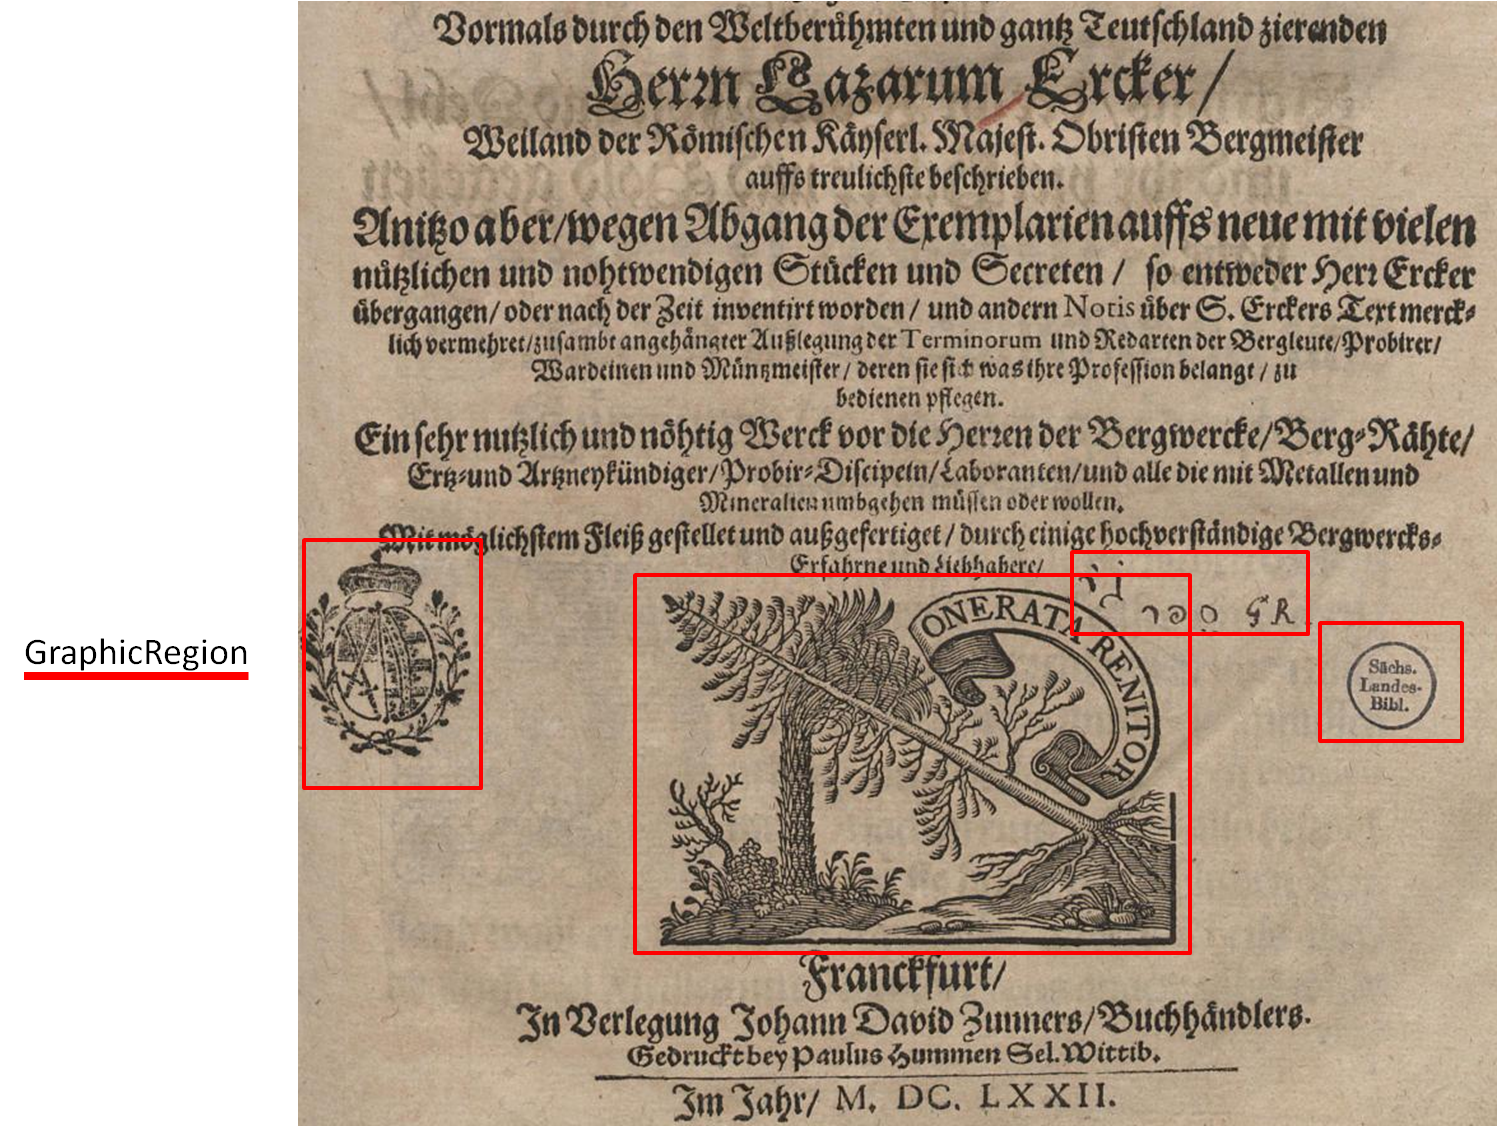 Vormals durch den Weltberühmten und gantz Teutschland zierenden
Herrn Lazarum Ercker/
Weiland der Römischen Käyserl. Majest. Obristen Bergmeister
auffs treulichste beschrieben.
Anitzo aber/wegen Abgang der Exemplarien auffs neue mit vielen
nützlichen und nohtwendigen Stücken und Secreten / so entweder Herr Ercker
übergangen/ oder nach der Zeit inventirt worden / und andern Notis über S. Erckers Text merck-
lich vermehret/zusambt angehängter Außlegung der Terminorum und Redarten der Bergleute/Probirer/
Wardeinen und Müntzmeister / deren sie sich was ihre Profession belangt / zu
bedienen pflegen.
Ein sehr nutzlich und nöhtig Werck vor die Herren der Bergwercke/Berg-Rähte/
Ertz-und Artzneykündiger/Probir-Discipeln/Laboranten/und alle die mit Metallen und
Mineralien umbgehen müssen oder wollen.
Mit möglichstem Fleiß gestellet und außgefertiget / durch einige hochverständige Bergwercks-
Erfahrne und Liebhabere/
ONERATA RENITOR
GraphicRegion
Sächs.
Landes-
Bibl.
Franckfurt/
In Verlegung Johann David Zunners/Buchhändlers.
Gedruckt bey Paulus Hummen Sel. Wittib.
Im Jahr/ M. DC. LXXII.